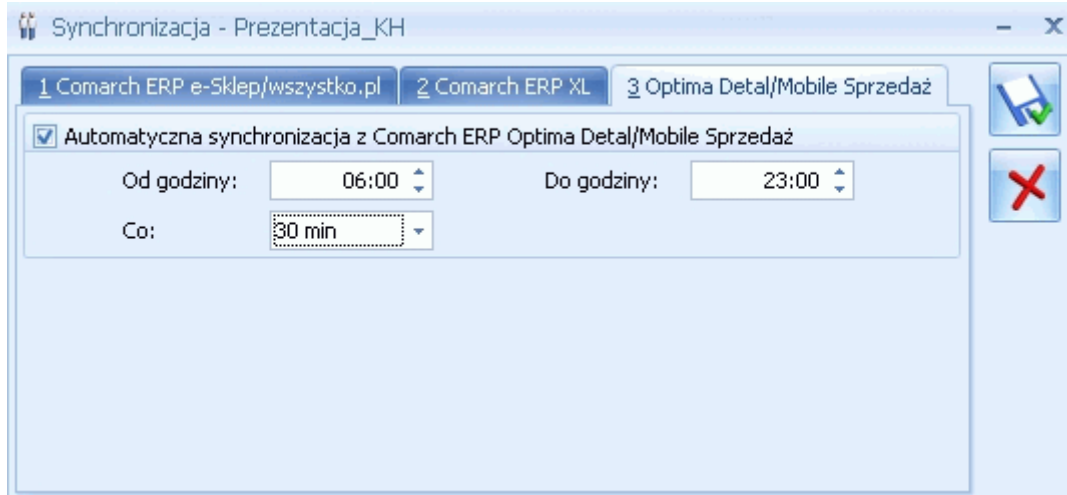 Synchronizacja - Prezentacja_KH
1 Comarch ERP e-Sklep/wszystko.pl 2 Comarch ERP XL 3 Optima Detal/Mobile Sprzedaż
Automatyczna synchronizacja z Comarch ERP Optima Detal/Mobile Sprzedaż
Od godziny: 06:00 Do godziny: 23:00
Co: 30 min